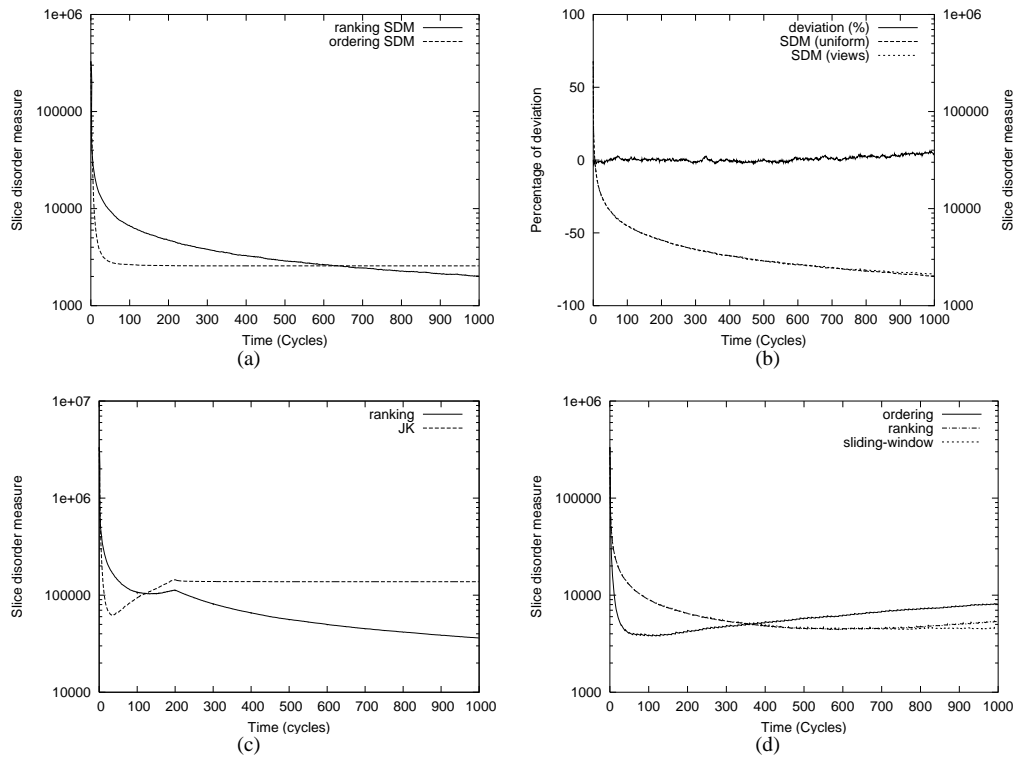 1e+06
100000
10000
1000
Slice disorder measure
ranking SDM
ordering SDM
0 100 200 300 400 500 600 700 800 900 1000
Time (Cycles)
(a)
100
50
0
-50
-100
Percentage of deviation
deviation (%)
SDM (uniform)
SDM (views)
1e+06
100000
10000
1000
Slice disorder measure
0 100 200 300 400 500 600 700 800 900 1000
Time (Cycles)
(b)
1e+07
1e+06
100000
10000
Slice disorder measure
ranking
JK
0 100 200 300 400 500 600 700 800 900 1000
Time (cycles)
(c)
1e+06
100000
10000
1000
Slice disorder measure
ordering
ranking
sliding-window
0 100 200 300 400 500 600 700 800 900 1000
Time (Cycles)
(d)